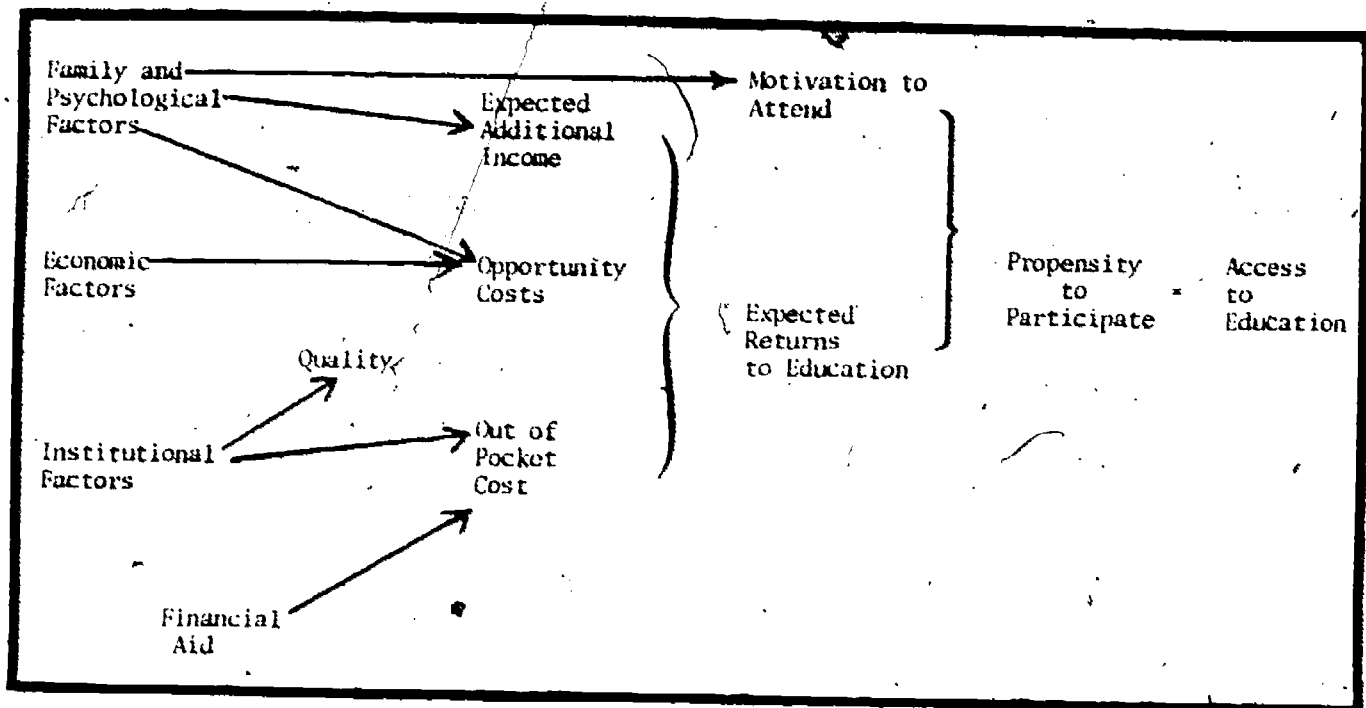 Family and
Psychological
Factors
Expected
Additional
Income
Motivation to
Attend
Economic
Factors
Opportunity
Costs
Quality
Institutional
Factors
Out of
Pocket
Cost
Financial
Aid
Expected
Returns
to Education
Propensity
to
Participate
=
Access
to
Education